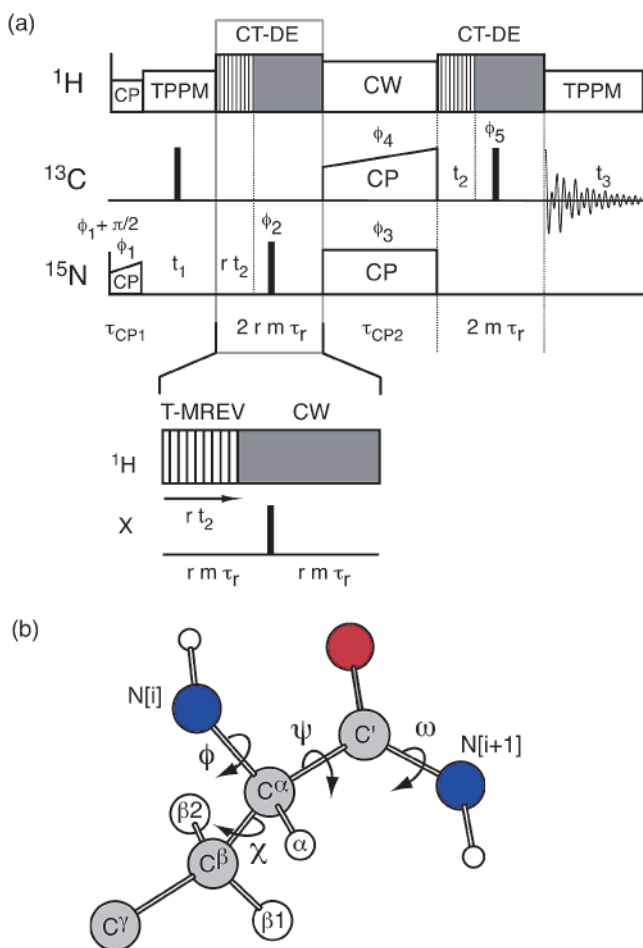 (a)
CT-DE CT-DE
¹H CP TPPM CW TPPM
¹³C ϕ₄ CP t₂ ϕ₅ t₃
ϕ₁ + π/2
¹⁵N ϕ₁ CP t₁ r t₂ ϕ₂ ϕ₃ CP
τCP1 2 r m τᵣ τCP2 2 m τᵣ
T-MREV CW
¹H
r t₂
X
r m τᵣ r m τᵣ
(b)
N[i] ϕ ψ C' ω N[i+1]
Cα α
β2 χ
Cβ
Cγ β1